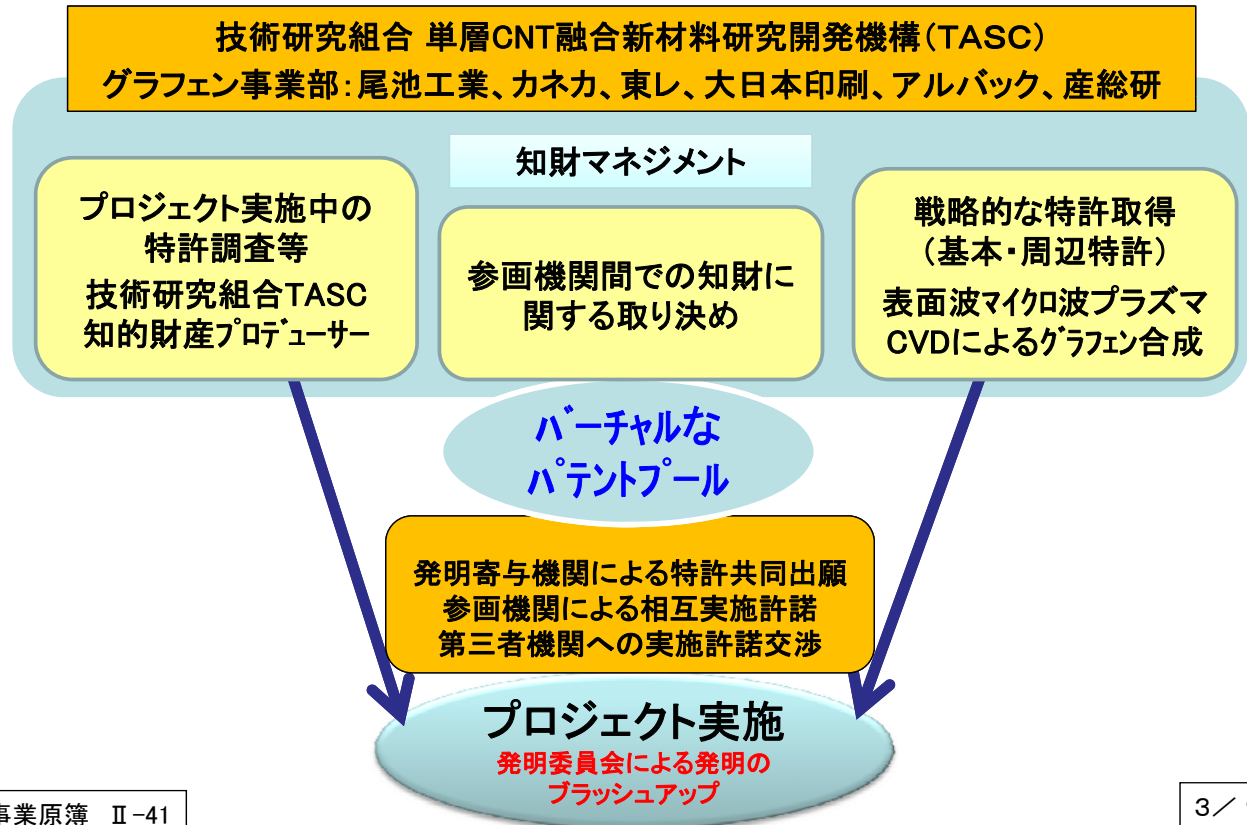 技術研究組合 単層CNT融合新材料研究開発機構(TASC)
グラフェン事業部:尾池工業、カネカ、東レ、大日本印刷、アルバック、産総研
知財マネジメント
プロジェクト実施中の
特許調査等
技術研究組合TASC
知的財産プロデューサー
参画機関間での知財に
関する取り決め
戦略的な特許取得
(基本・周辺特許)
表面波マイクロ波プラズマ
CVDによるグラフェン合成
バーチャルな
パテントプール
発明寄与機関による特許共同出願
参画機関による相互実施許諾
第三者機関への実施許諾交渉
プロジェクト実施
発明委員会による発明の
ブラッシュアップ
事業原簿 Ⅱ-41
3/